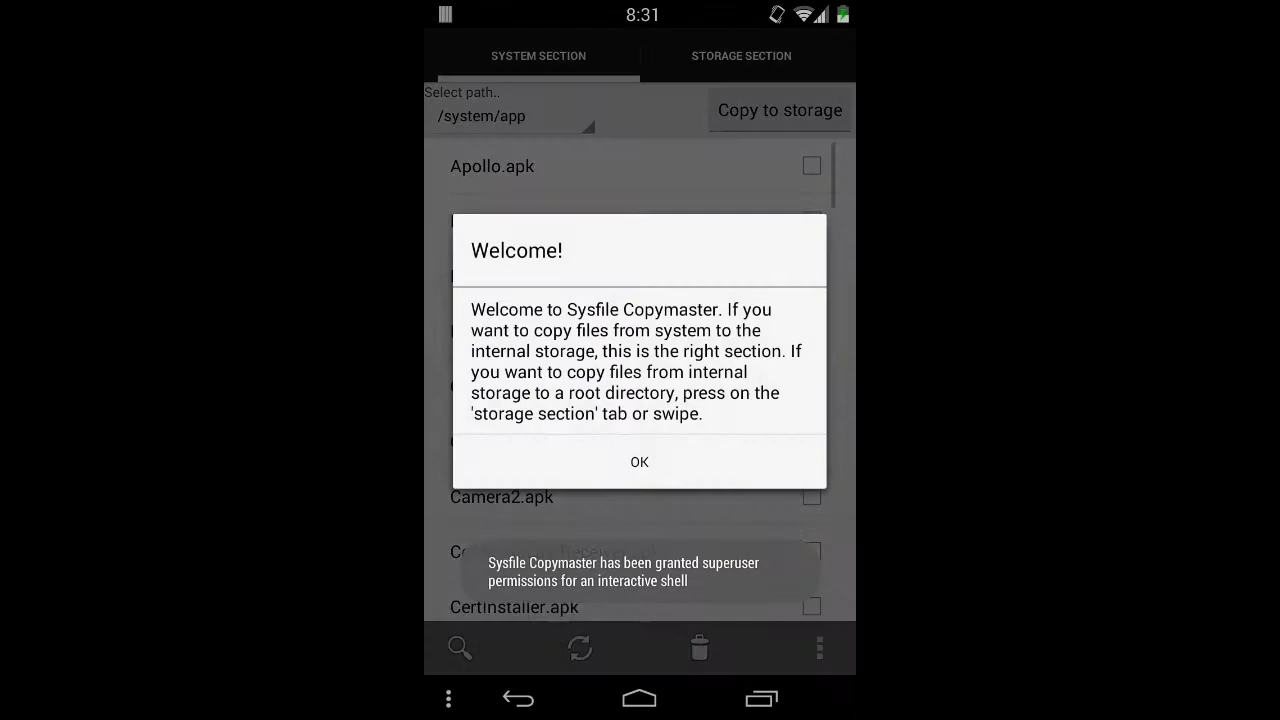 8:31
SYSTEM SECTION
STORAGE SECTION
Select path..
/system/app
Copy to storage
Apollo.apk
Welcome!
Welcome to Sysfile Copymaster. If you
want to copy files from system to the
internal storage, this is the right section. If
you want to copy files from internal
storage to a root directory, press on the
'storage section' tab or swipe.
OK
Camera2.apk
Sysfile Copymaster has been granted superuser
permissions for an interactive shell
CertInstaller.apk